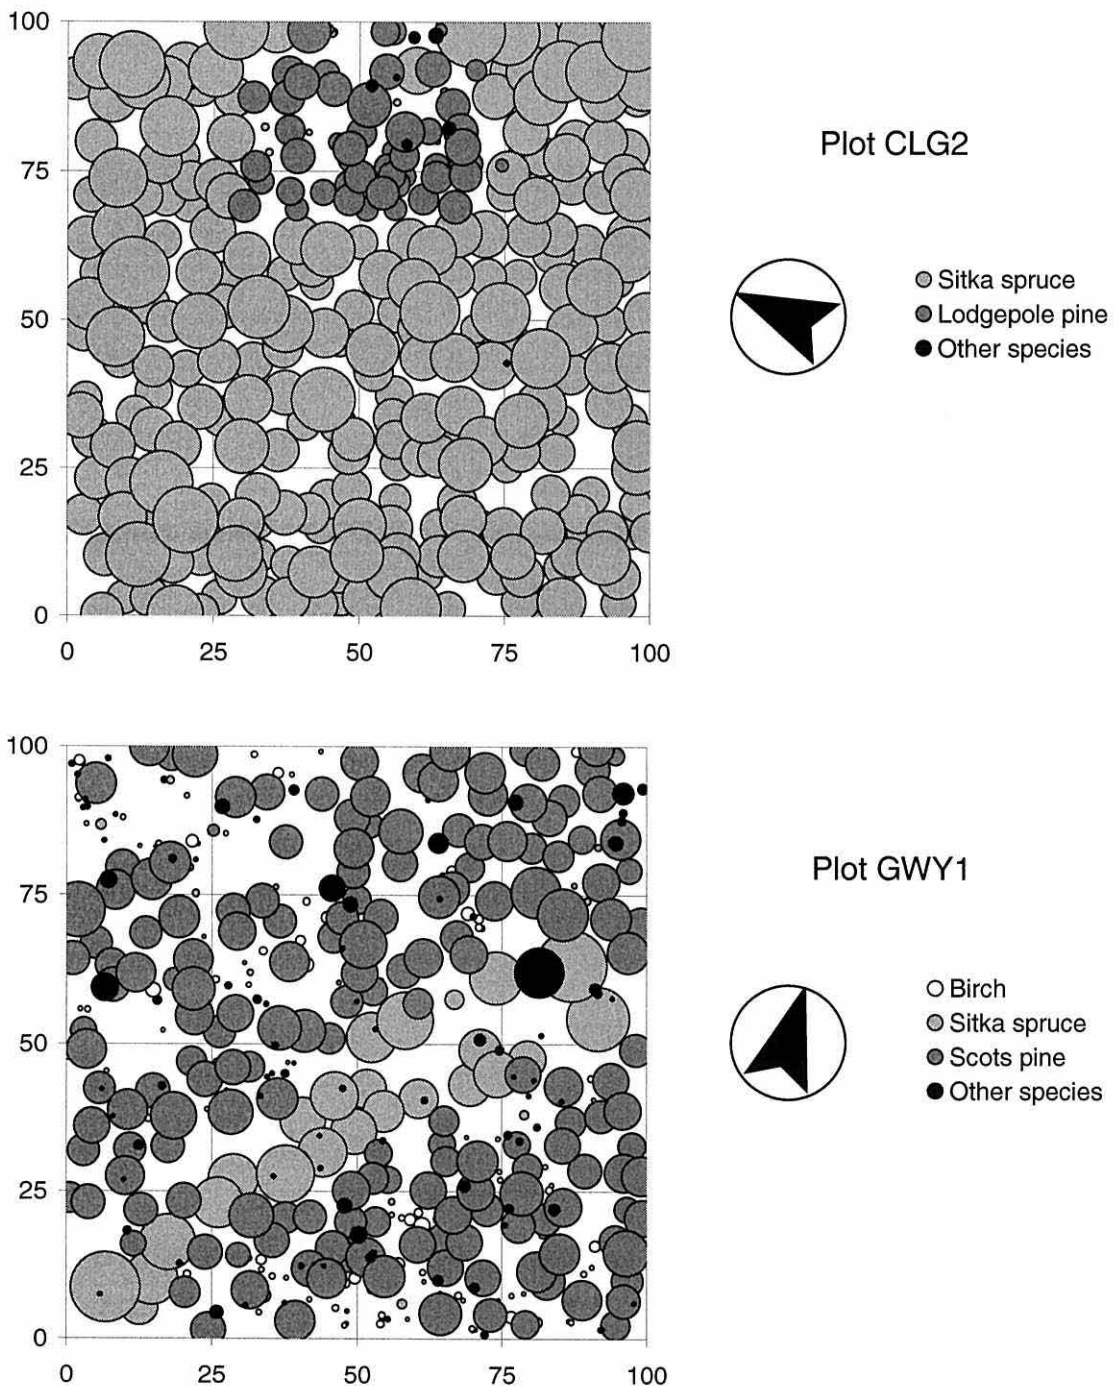 100
75
50
25
0
0 25 50 75 100
Plot CLG2
Sitka spruce
Lodgepole pine
Other species
100
75
50
25
0
0 25 50 75 100
Plot GWY1
Birch
Sitka spruce
Scots pine
Other species